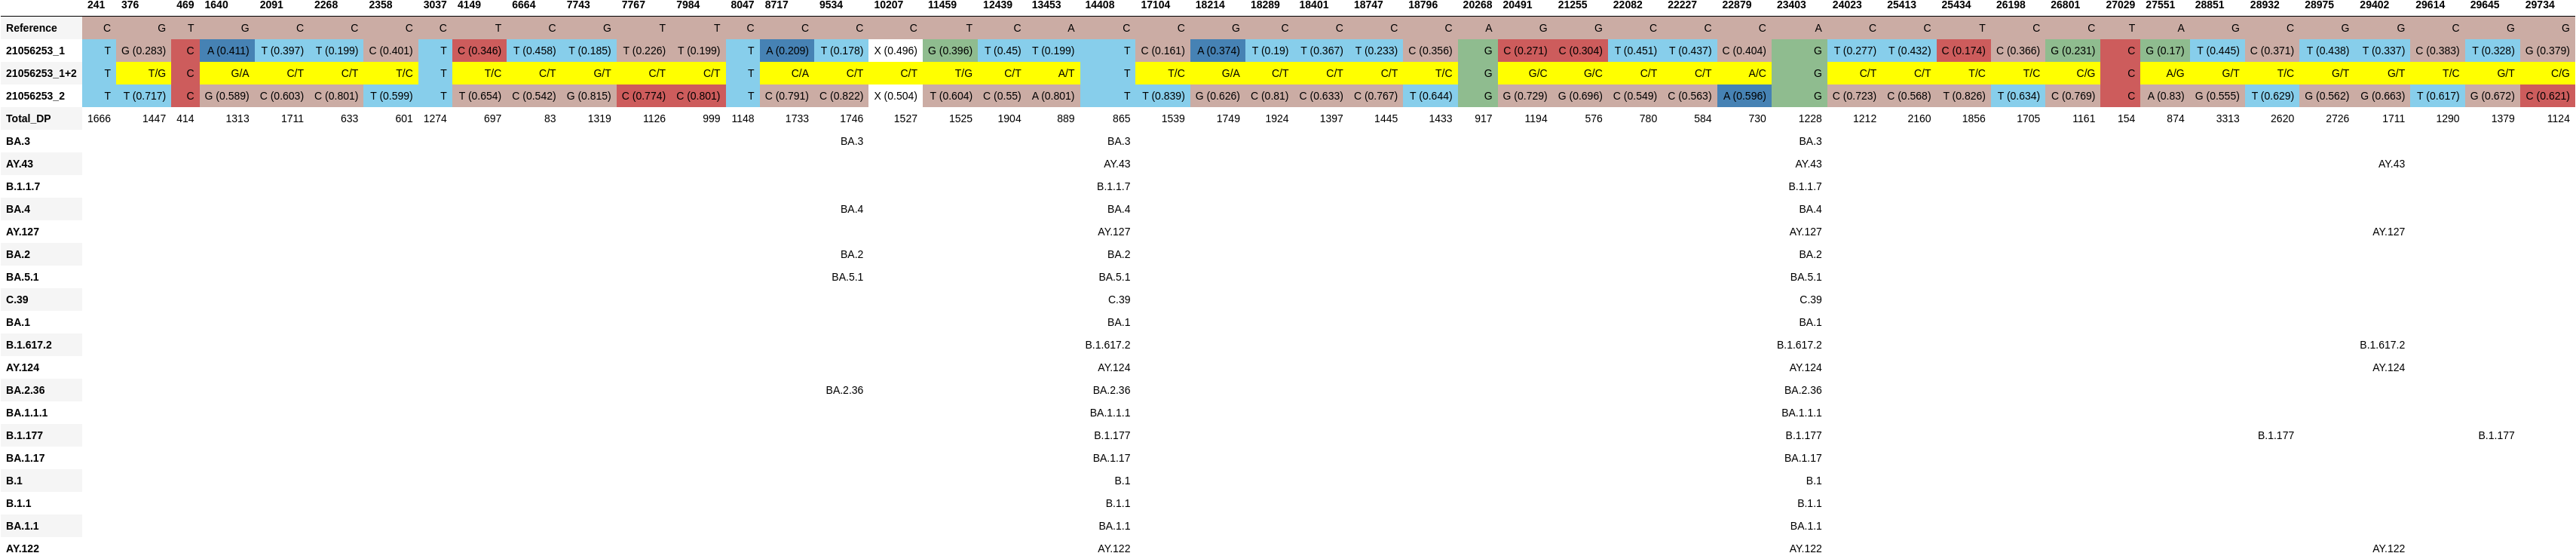 241 376 469 1640 2091 2268 2358 3037 4149 6664 7743 7767 7984 8047 8717 9534 10207 11459 12439 13453 14408 17104 18214 18289 18401 18747 18796 20268 20491 21255 22082 22227 22879 23403 24023 25413 25434 26198 26801 27029 27551 28851 28932 28975 29402 29614 29645 29734
Reference C G T G C C C C T C G T T C C C C T C A C C G C C C C A G G C C C A C C T C C T A G C G G C G G
21056253_1 T G (0.283) C A (0.411) T (0.397) T (0.199) C (0.401) T C (0.346) T (0.458) T (0.185) T (0.226) T (0.199) T A (0.209) T (0.178) X (0.496) G (0.396) T (0.45) T (0.199) T C (0.161) A (0.374) T (0.19) T (0.367) T (0.233) C (0.356) G C (0.271) C (0.304) T (0.451) T (0.437) C (0.404) G T (0.277) T (0.432) C (0.174) C (0.366) G (0.231) C G (0.17) T (0.445) C (0.371) T (0.438) T (0.337) C (0.383) T (0.328) G (0.379)
21056253_1+2 T T/G C G/A C/T C/T T/C T T/C C/T G/T C/T C/T T C/A C/T C/T T/G C/T A/T T T/C G/A C/T C/T C/T T/C G G/C G/C C/T C/T A/C G C/T C/T T/C T/C C/G C A/G G/T T/C G/T G/T T/C G/T C/G
21056253_2 T T (0.717) C G (0.589) C (0.603) C (0.801) T (0.599) T T (0.654) C (0.542) G (0.815) C (0.774) C (0.801) T C (0.791) C (0.822) X (0.504) T (0.604) C (0.55) A (0.801) T T (0.839) G (0.626) C (0.81) C (0.633) C (0.767) T (0.644) G G (0.729) G (0.696) C (0.549) C (0.563) A (0.596) G C (0.723) C (0.568) T (0.826) T (0.634) C (0.769) C A (0.83) G (0.555) T (0.629) G (0.562) G (0.663) T (0.617) G (0.672) C (0.621)
Total_DP 1666 1447 414 1313 1711 633 601 1274 697 83 1319 1126 999 1148 1733 1746 1527 1525 1904 889 865 1539 1749 1924 1397 1445 1433 917 1194 576 780 584 730 1228 1212 2160 1856 1705 1161 154 874 3313 2620 2726 1711 1290 1379 1124
BA.3 BA.3 BA.3 BA.3
AY.43 AY.43 AY.43 AY.43
B.1.1.7 B.1.1.7 B.1.1.7
BA.4 BA.4 BA.4 BA.4
AY.127 AY.127 AY.127 AY.127
BA.2 BA.2 BA.2 BA.2
BA.5.1 BA.5.1 BA.5.1 BA.5.1
C.39 C.39 C.39
BA.1 BA.1 BA.1
B.1.617.2 B.1.617.2 B.1.617.2 B.1.617.2
AY.124 AY.124 AY.124 AY.124
BA.2.36 BA.2.36 BA.2.36 BA.2.36
BA.1.1.1 BA.1.1.1 BA.1.1.1
B.1.177 B.1.177 B.1.177 B.1.177 B.1.177
BA.1.17 BA.1.17 BA.1.17
B.1 B.1 B.1
B.1.1 B.1.1 B.1.1
BA.1.1 BA.1.1 BA.1.1
AY.122 AY.122 AY.122 AY.122